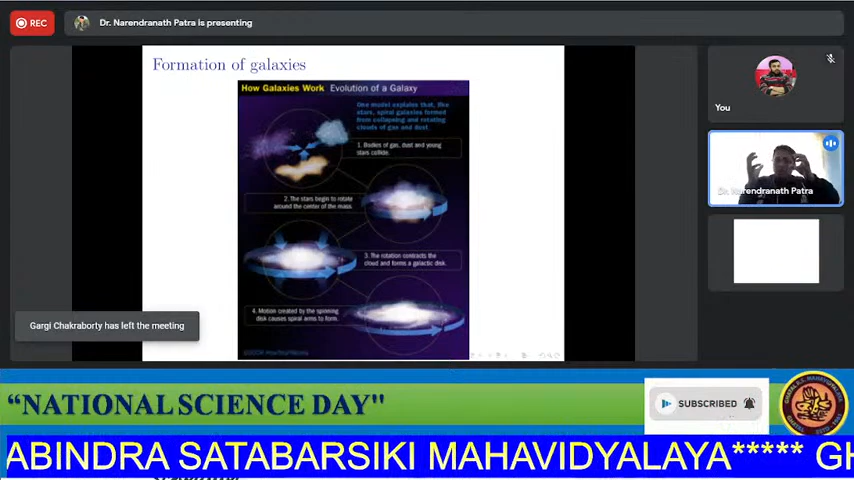 REC
Dr. Narendranath Patra is presenting
Formation of galaxies
How Galaxies Work Evolution of a Galaxy
One model explains that, like
stars, spiral galaxies formed
from collapsing and rotating
clouds of gas and dust.
1. Bodies of gas, dust and young
stars collide.
2. The stars begin to rotate
around the center of the mass.
3. The rotation contracts the
cloud and forms a galactic disk.
4. Motion created by the spinning
disk causes spiral arms to form.
You
Dr. Narendranath Patra
Gargi Chakraborty has left the meeting
“NATIONAL SCIENCE DAY"
SUBSCRIBED
ABINDRA SATABARSIKI MAHAVIDYALAYA***** GH